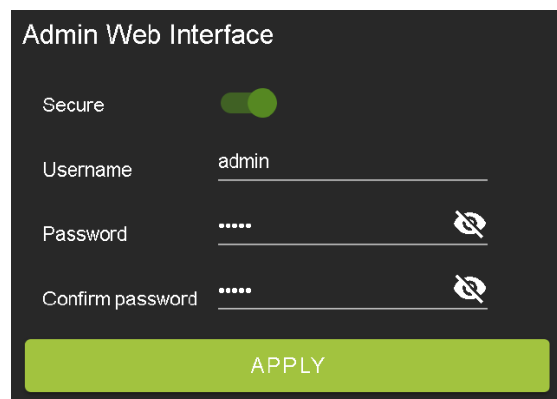 Admin Web Interface
Secure
Username admin
Password •••••
Confirm password •••••
APPLY